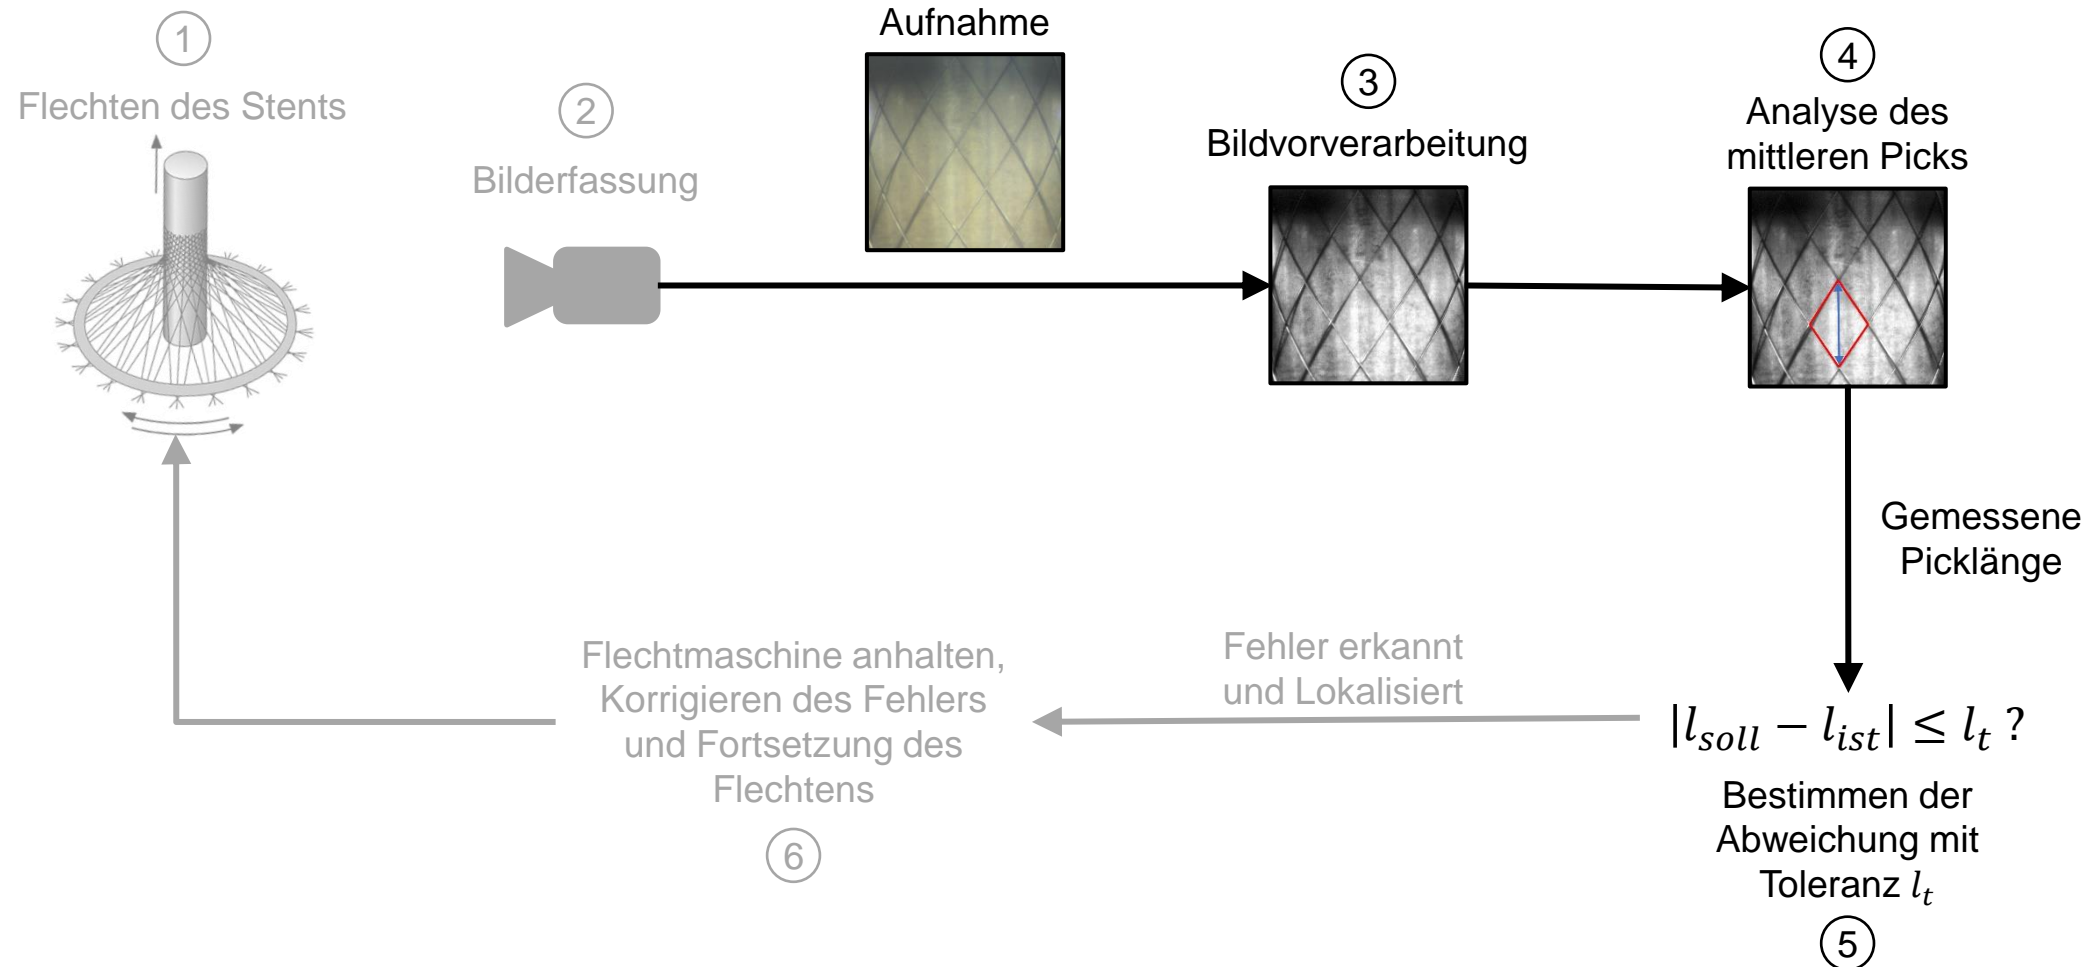 1
Flechten des Stents
2
Bilderfassung
Aufnahme
3
Bildvorverarbeitung
4
Analyse des
mittleren Picks
Gemessene
Picklänge
|l_soll − l_ist| ≤ l_t ?
Bestimmen der
Abweichung mit
Toleranz l_t
5
Fehler erkannt
und Lokalisiert
Flechtmaschine anhalten,
Korrigieren des Fehlers
und Fortsetzung des
Flechtens
6